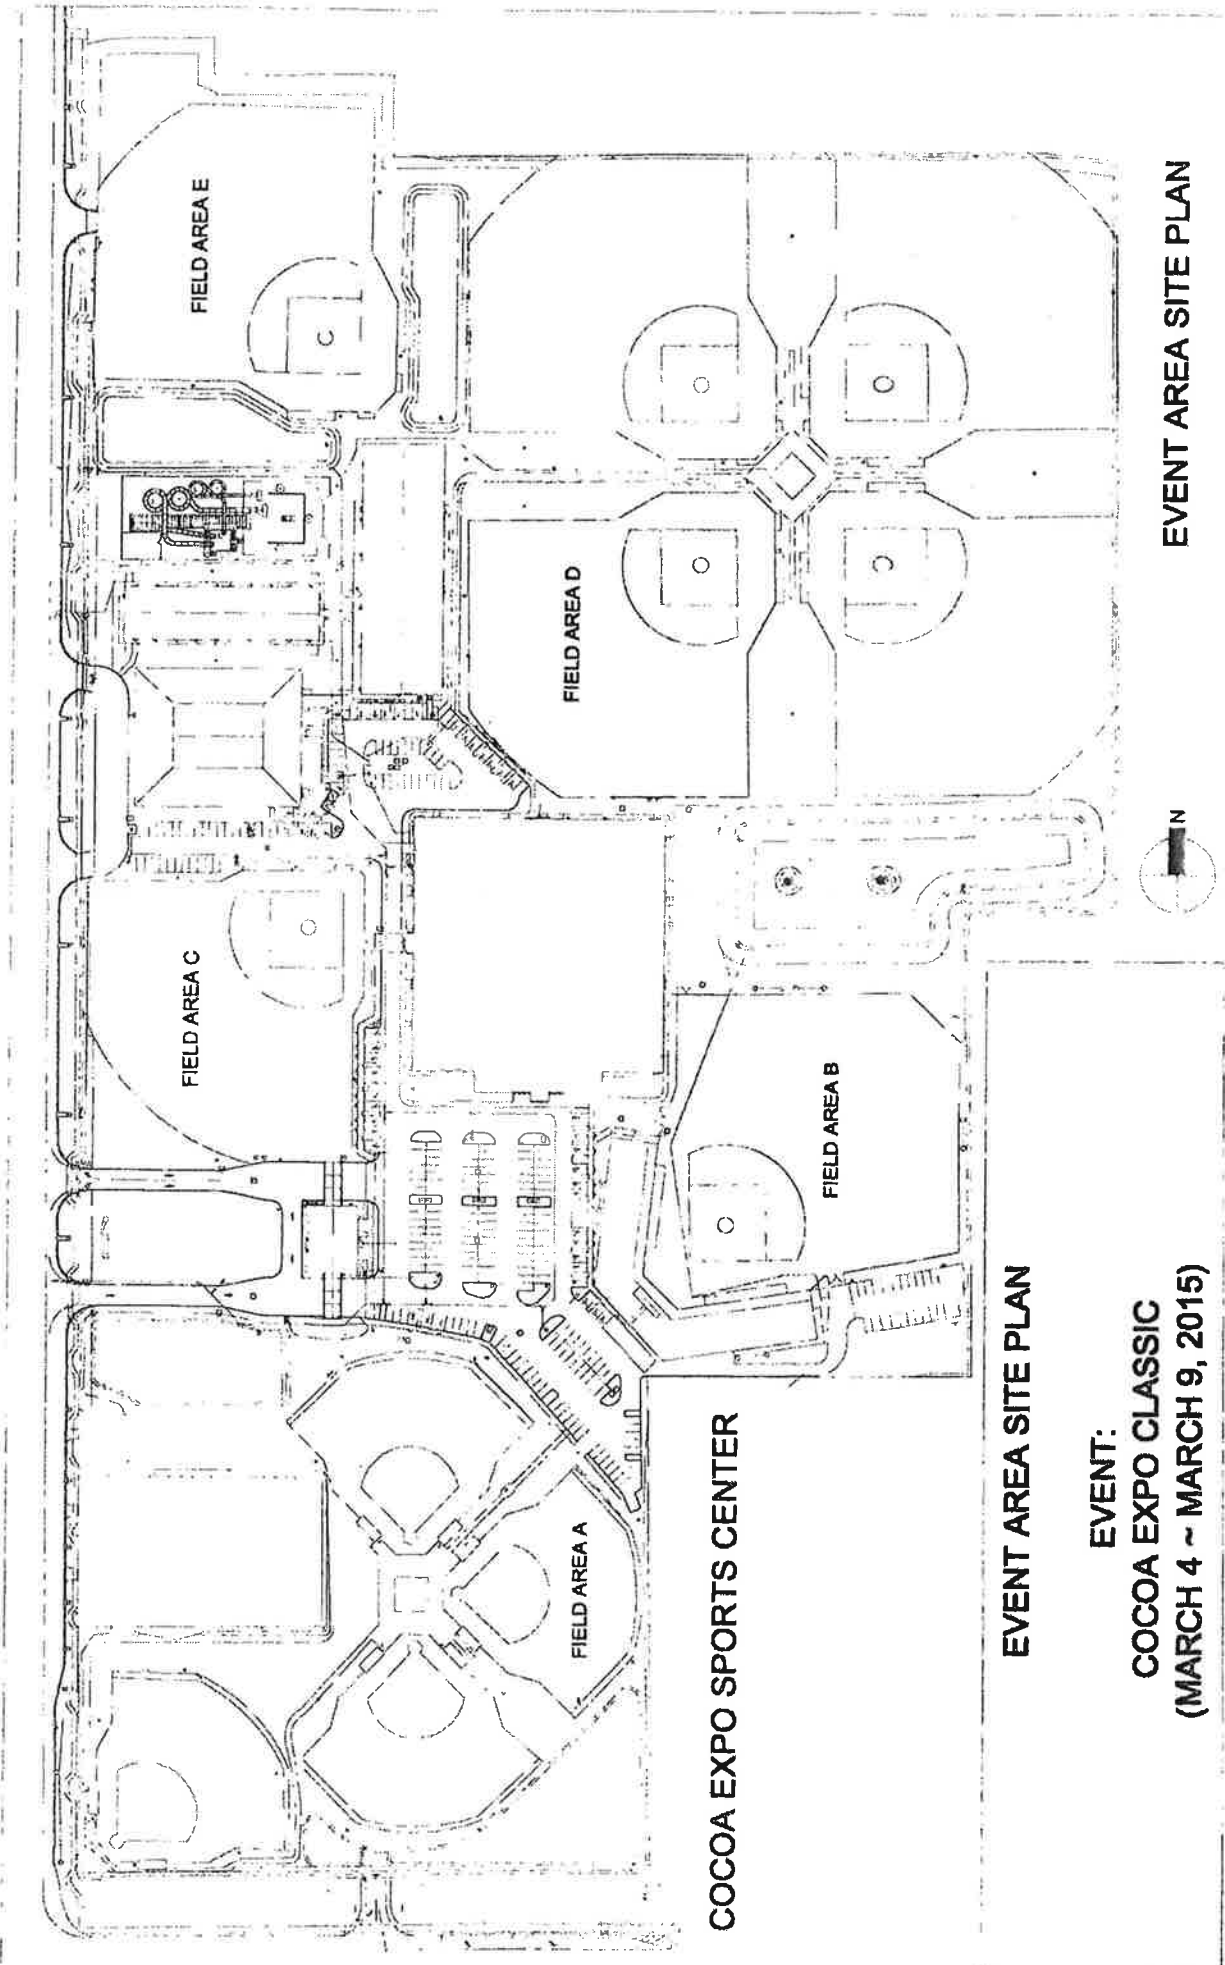 FIELD AREA A
FIELD AREA B
FIELD AREA C
FIELD AREA D
FIELD AREA E
COCOA EXPO SPORTS CENTER
EVENT AREA SITE PLAN
EVENT:
COCOA EXPO CLASSIC
(MARCH 4 ~ MARCH 9, 2015)
N
EVENT AREA SITE PLAN